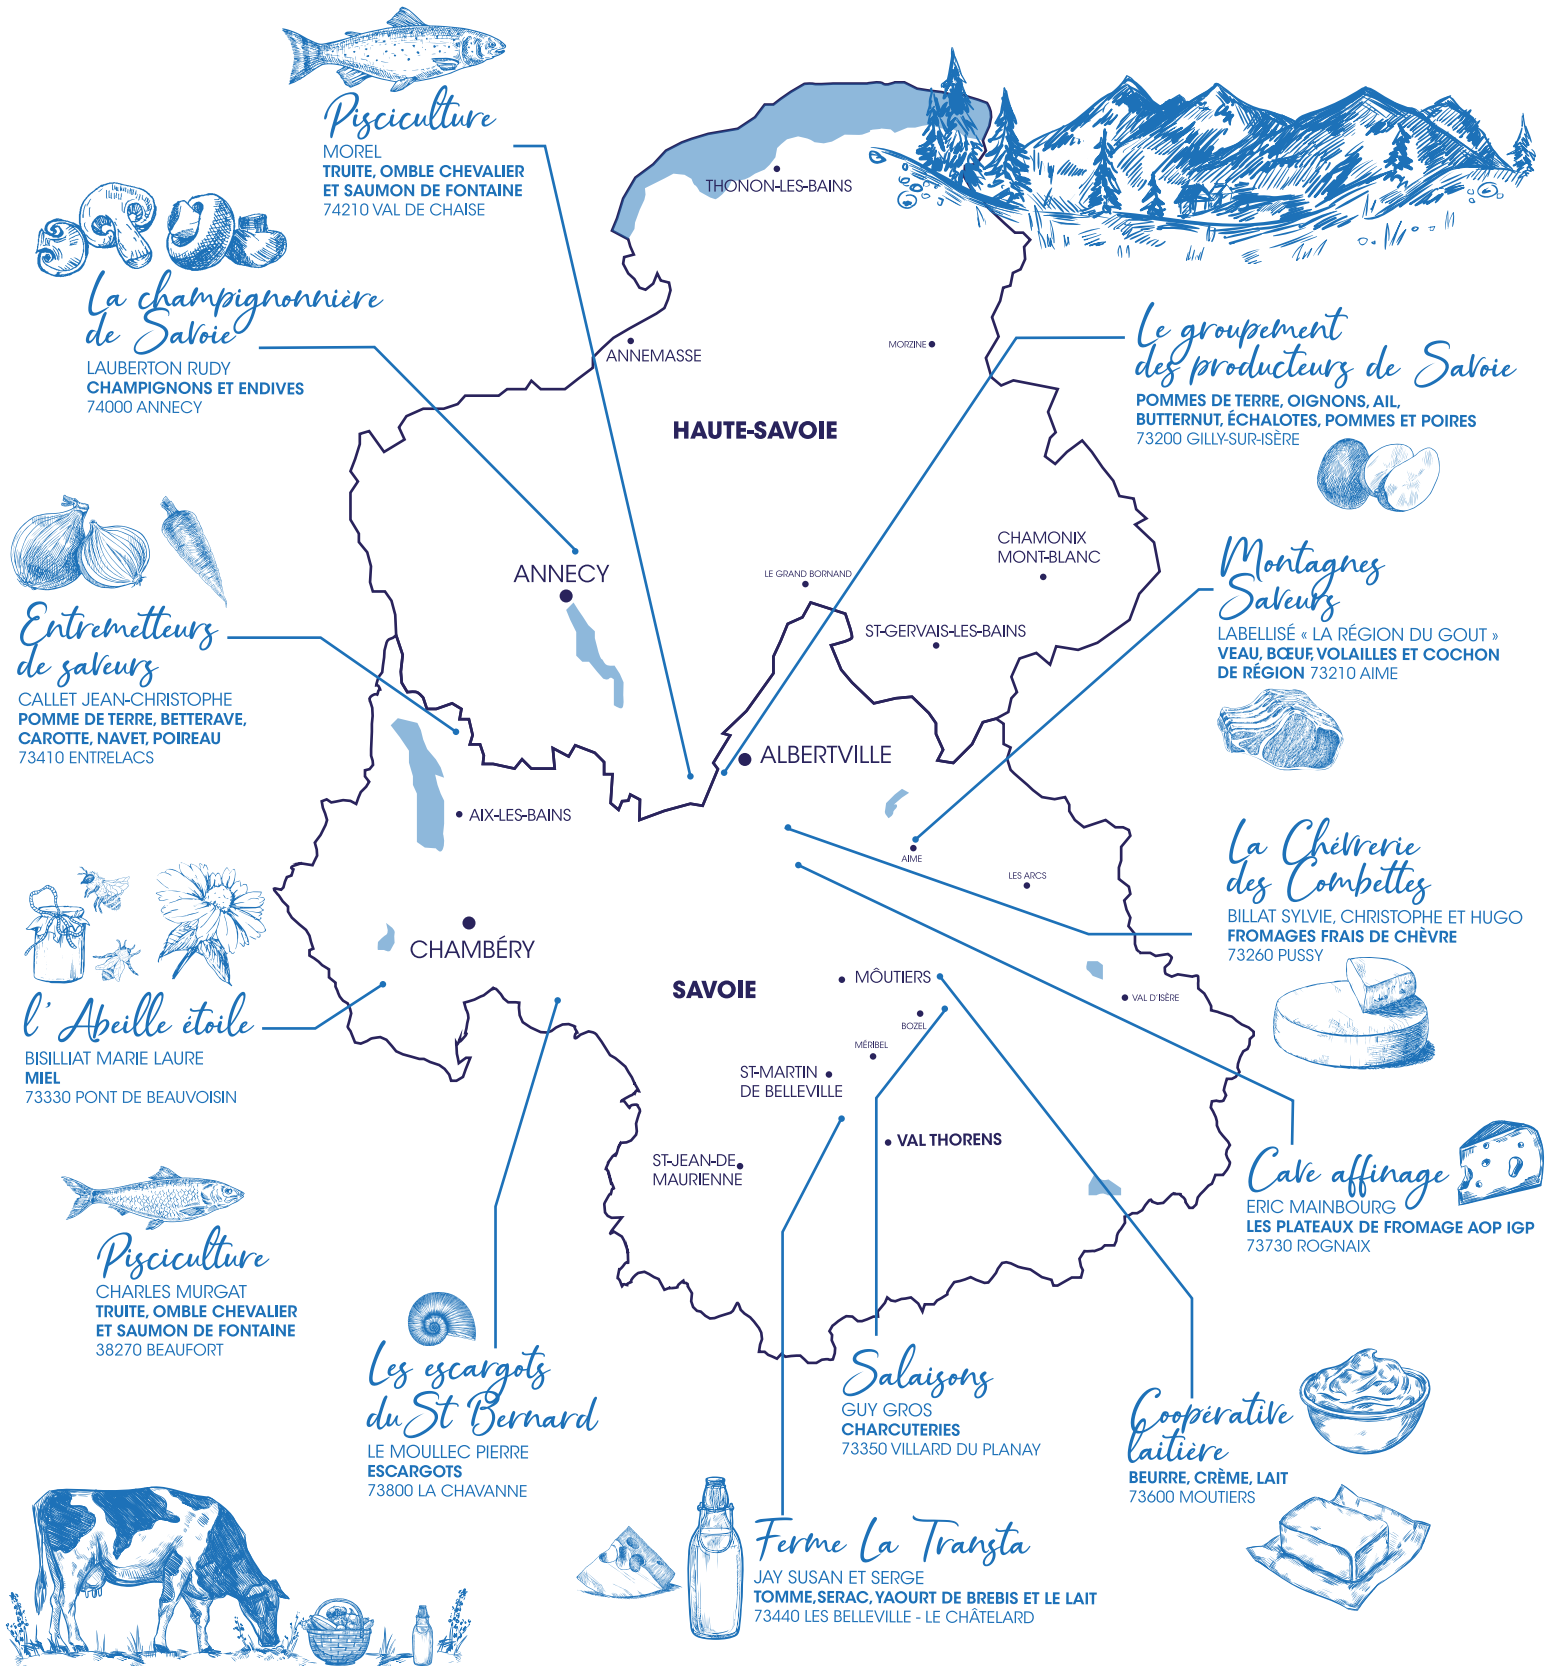 Pisciculture
MOREL
TRUITE, OMBLE CHEVALIER
ET SAUMON DE FONTAINE
74210 VAL DE CHAISE
La champignonnière
de Savoie
LAUBERTON RUDY
CHAMPIGNONS ET ENDIVES
74000 ANNECY
Entremetteurs
de saveurs
CALLET JEAN-CHRISTOPHE
POMME DE TERRE, BETTERAVE,
CAROTTE, NAVET, POIREAU
73410 ENTRELACS
l'Abeille étoile
BISILLIAT MARIE LAURE
MIEL
73330 PONT DE BEAUVOISIN
Pisciculture
CHARLES MURGAT
TRUITE, OMBLE CHEVALIER
ET SAUMON DE FONTAINE
38270 BEAUFORT
Les escargots
du St Bernard
LE MOULLEC PIERRE
ESCARGOTS
73800 LA CHAVANNE
THONON-LES-BAINS
ANNEMASSE
MORZINE
HAUTE-SAVOIE
ANNECY
LE GRAND BORNAND
CHAMONIX
MONT-BLANC
ST-GERVAIS-LES-BAINS
ALBERTVILLE
AIX-LES-BAINS
AIME
LES ARCS
CHAMBÉRY
SAVOIE
MÔUTIERS
VAL D'ISÈRE
BOZEL
MÉRIBEL
ST-MARTIN
DE BELLEVILLE
VAL THORENS
ST-JEAN-DE
MAURIENNE
Le groupement
des producteurs de Savoie
POMMES DE TERRE, OIGNONS, AIL,
BUTTERNUT, ÉCHALOTES, POMMES ET POIRES
73200 GILLY-SUR-ISÈRE
Montagnes
Saveurs
LABELLISÉ « LA RÉGION DU GOUT »
VEAU, BŒUF, VOLAILLES ET COCHON
DE RÉGION 73210 AIME
La Chévrerie
des Combettes
BILLAT SYLVIE, CHRISTOPHE ET HUGO
FROMAGES FRAIS DE CHÈVRE
73260 PUSSY
Cave affinage
ERIC MAINBOURG
LES PLATEAUX DE FROMAGE AOP IGP
73730 ROGNAIX
Salaisons
GUY GROS
CHARCUTERIES
73350 VILLARD DU PLANAY
Coopérative
laitière
BEURRE, CRÈME, LAIT
73600 MOUTIERS
Ferme La Transta
JAY SUSAN ET SERGE
TOMME, SERAC, YAOURT DE BREBIS ET LE LAIT
73440 LES BELLEVILLE - LE CHÂTELARD